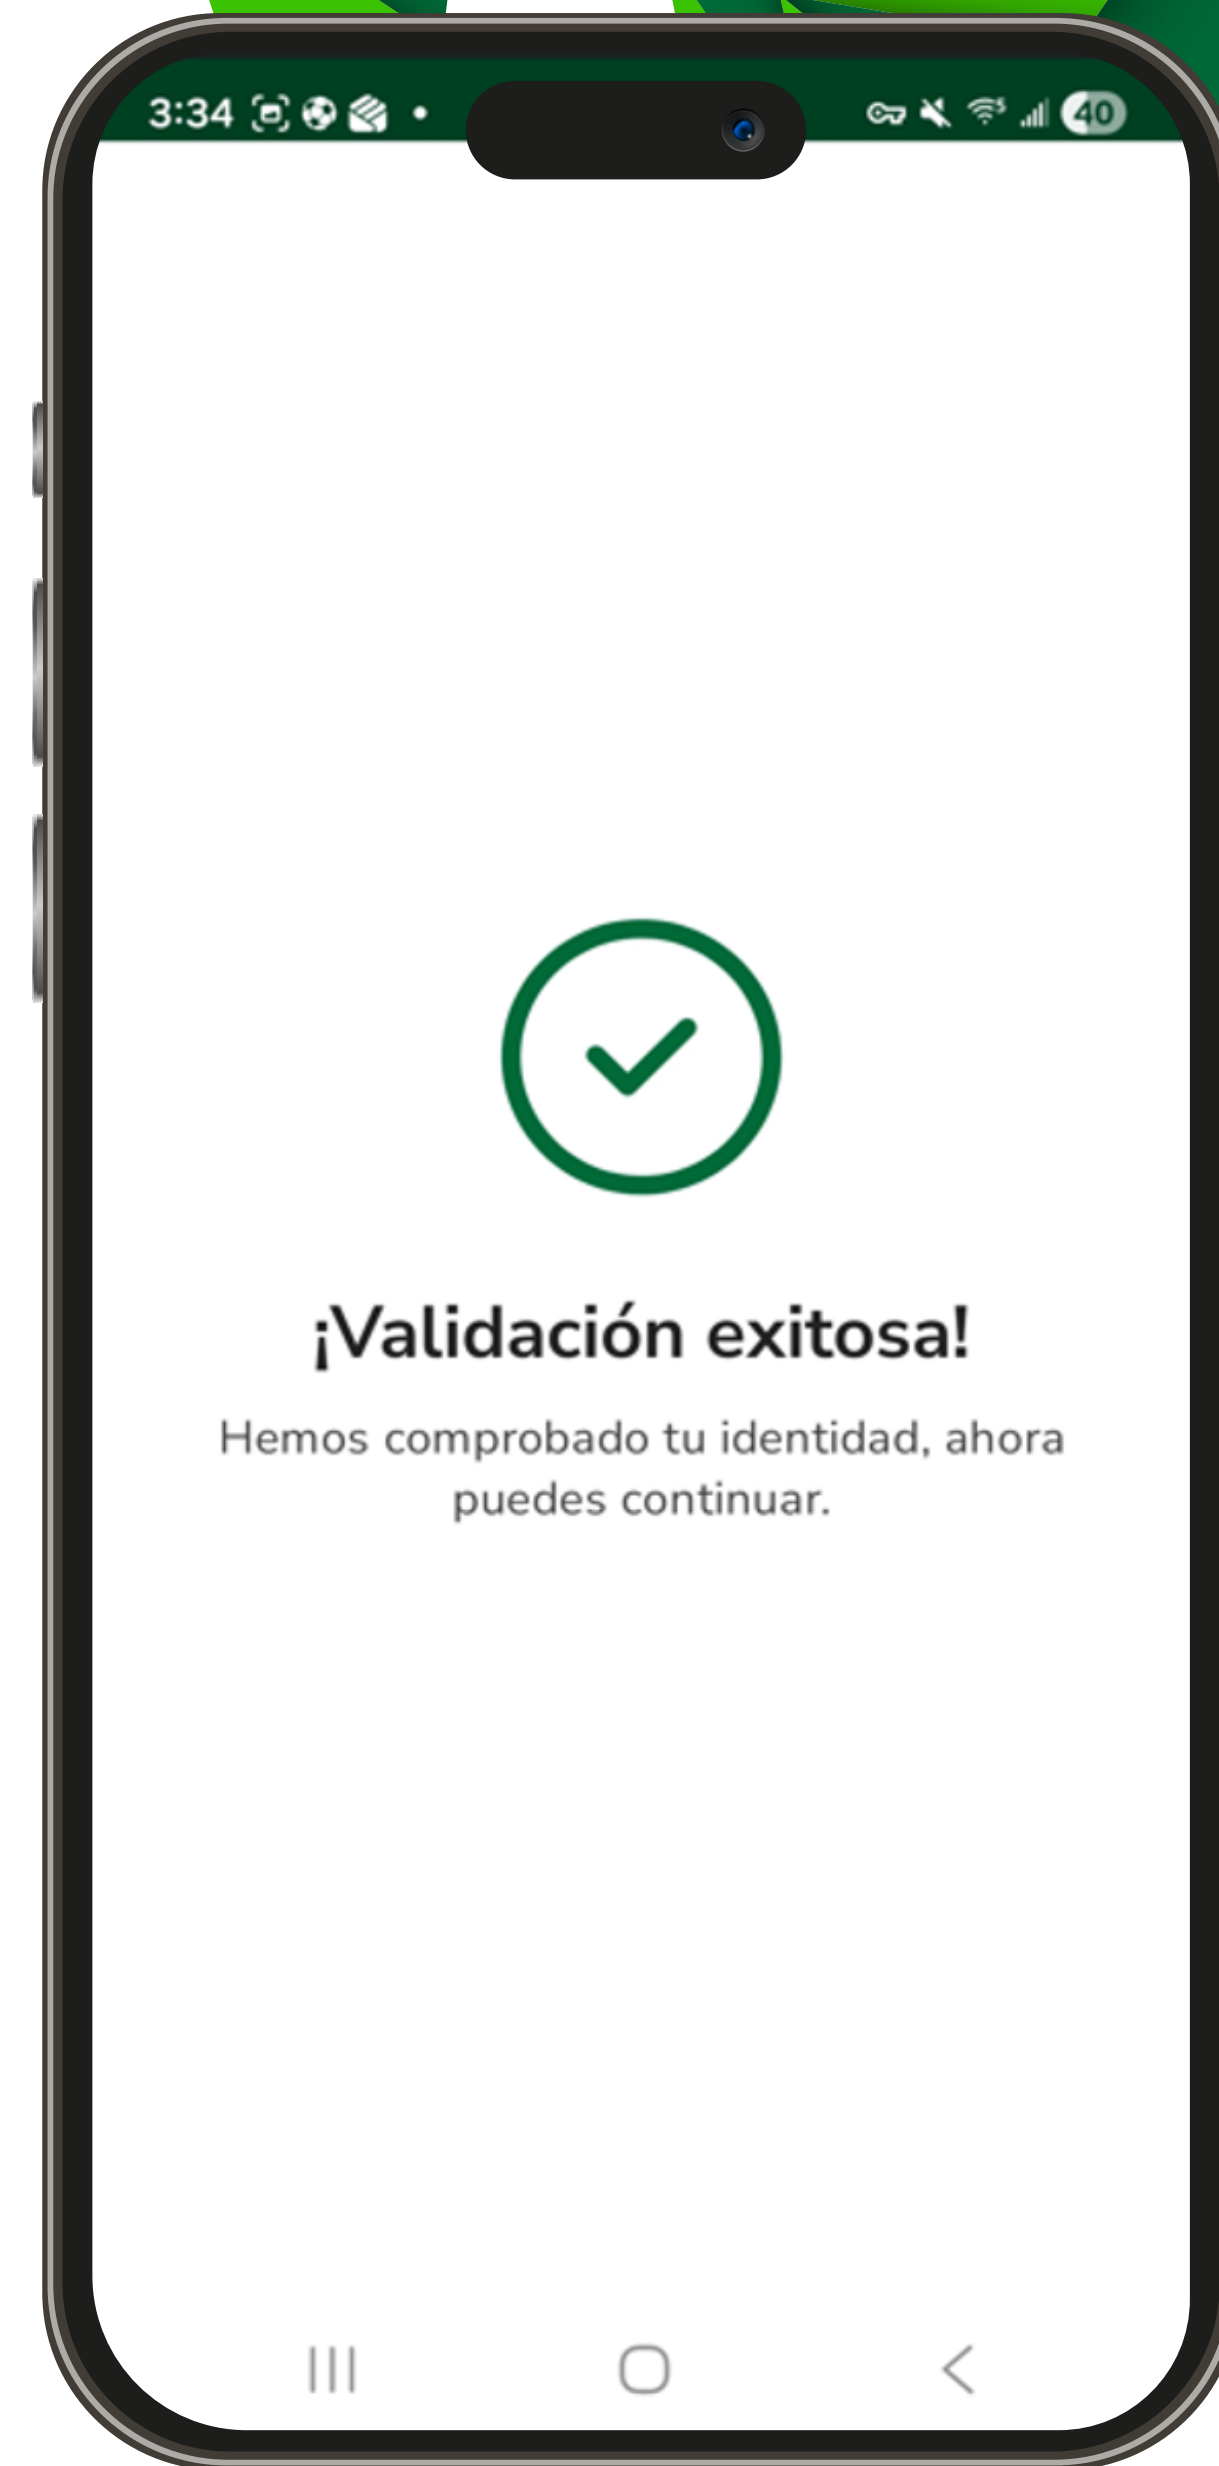 3:34
40
¡Validación exitosa!
Hemos comprobado tu identidad, ahora
puedes continuar.